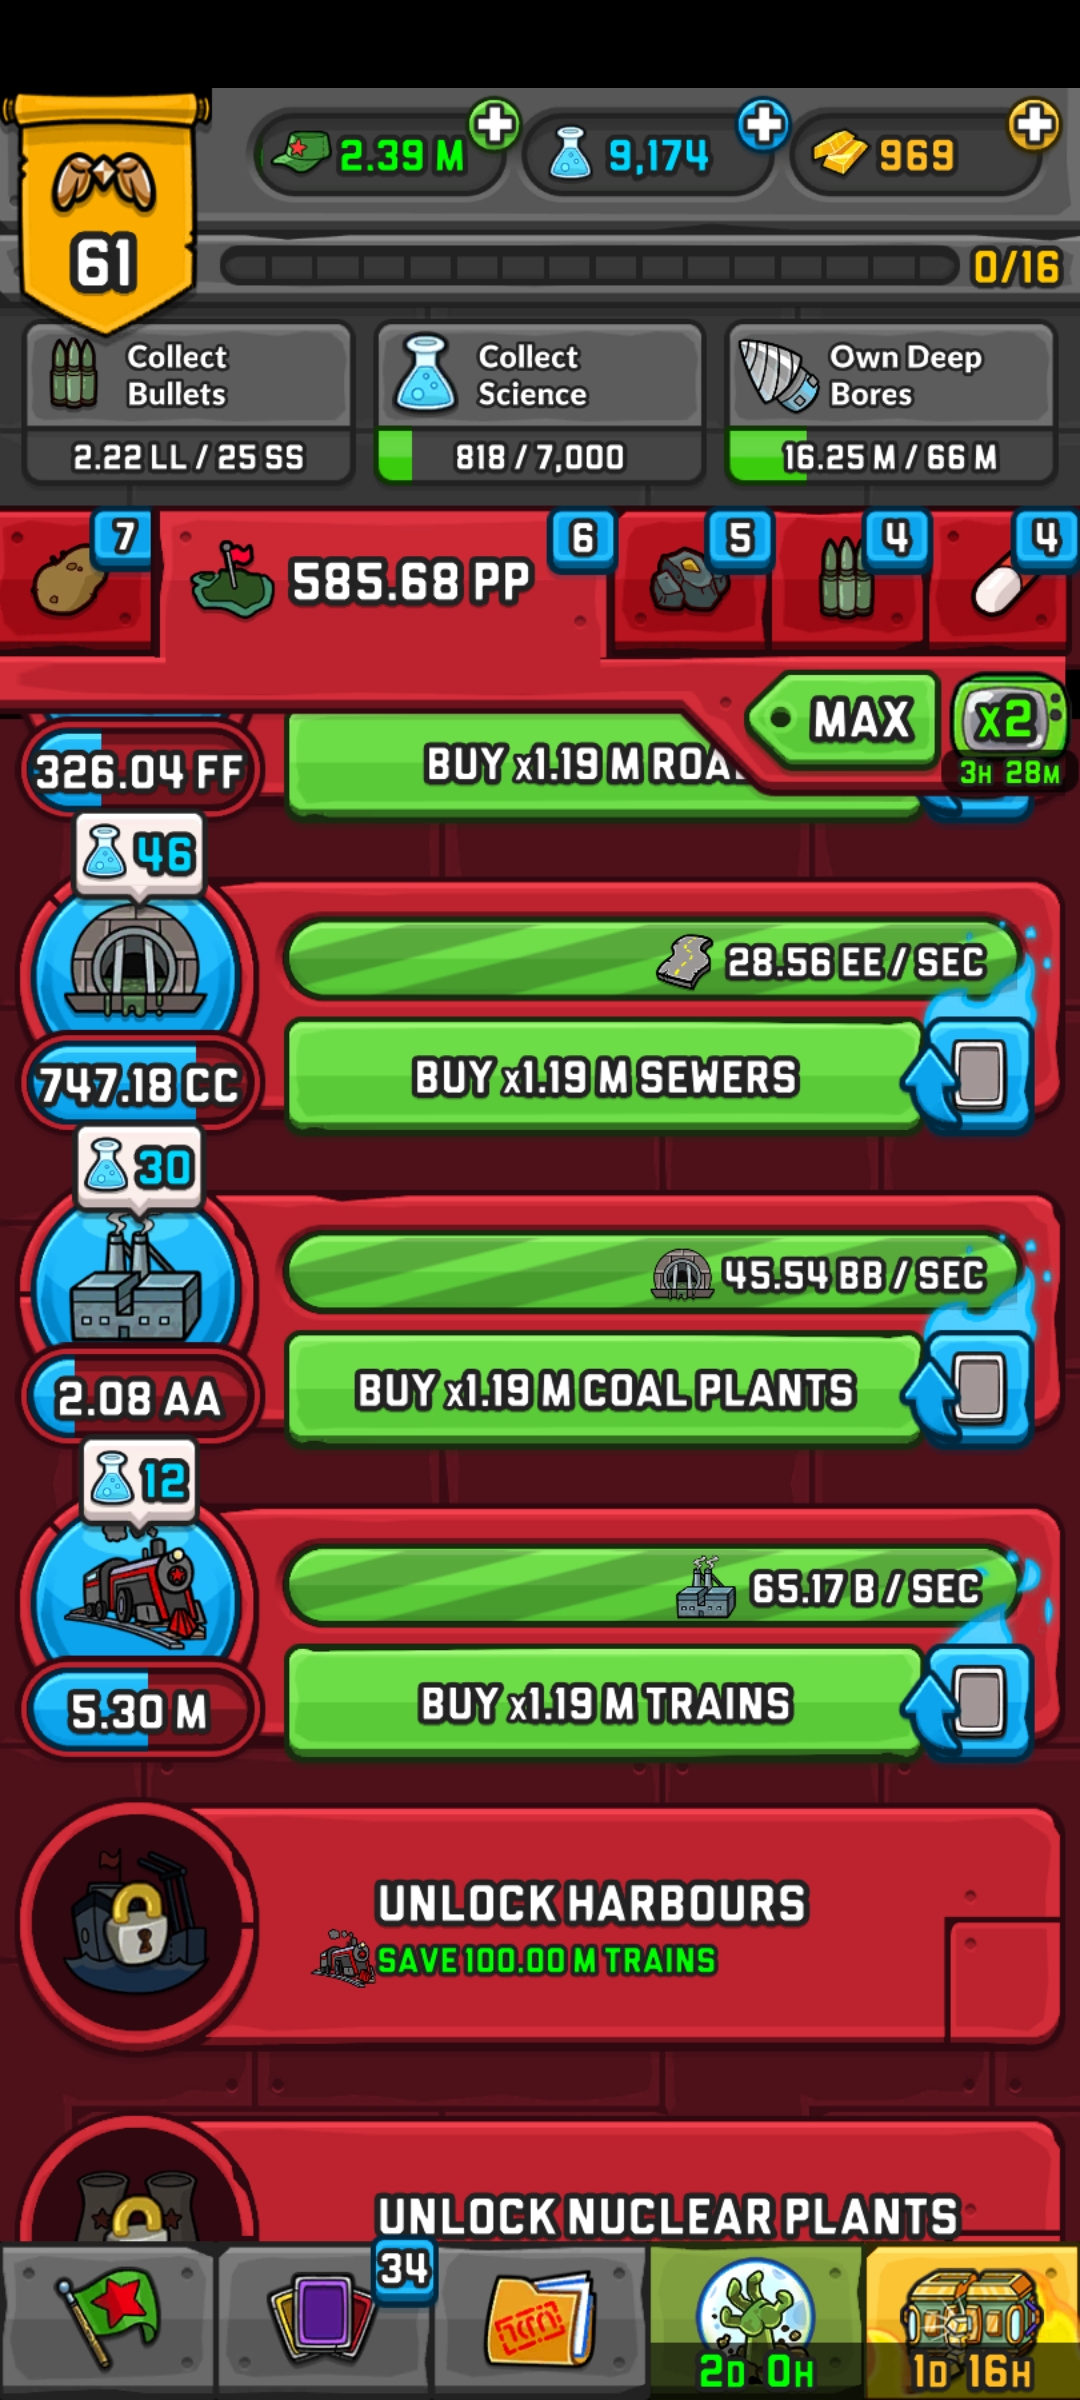 2.39 M
9,174
969
61
0/16
Collect
Bullets
2.22 LL / 25 SS
Collect
Science
818 / 7,000
Own Deep
Bores
16.25 M / 66 M
7
585.68 PP
6
5
4
4
MAX
x2
3H 28M
326.04 FF
BUY x1.19 M ROA
46
28.56 EE / SEC
747.18 CC
BUY x1.19 M SEWERS
30
45.54 BB / SEC
2.08 AA
BUY x1.19 M COAL PLANTS
12
65.17 B / SEC
5.30 M
BUY x1.19 M TRAINS
UNLOCK HARBOURS
SAVE 100.00 M TRAINS
UNLOCK NUCLEAR PLANTS
34
2D 0H
1D 16H